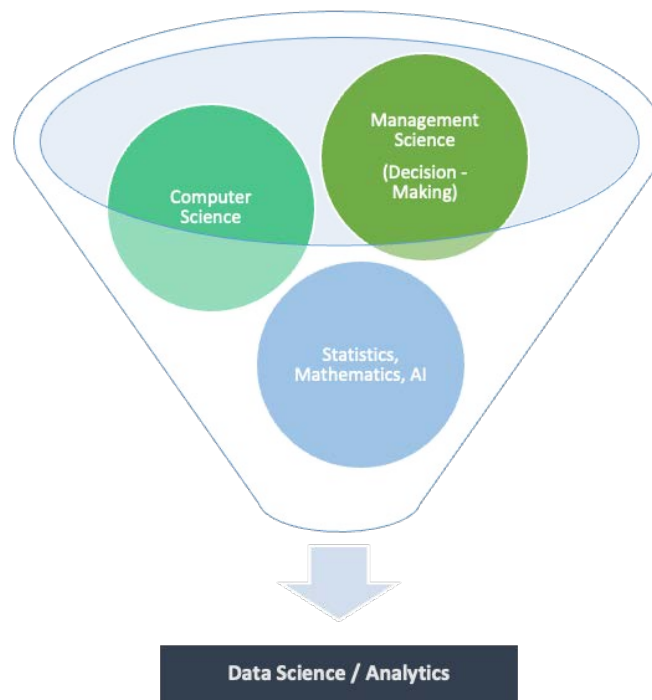 Management
Science
(Decision -
Making)
Computer
Science
Statistics,
Mathematics, AI
Data Science / Analytics